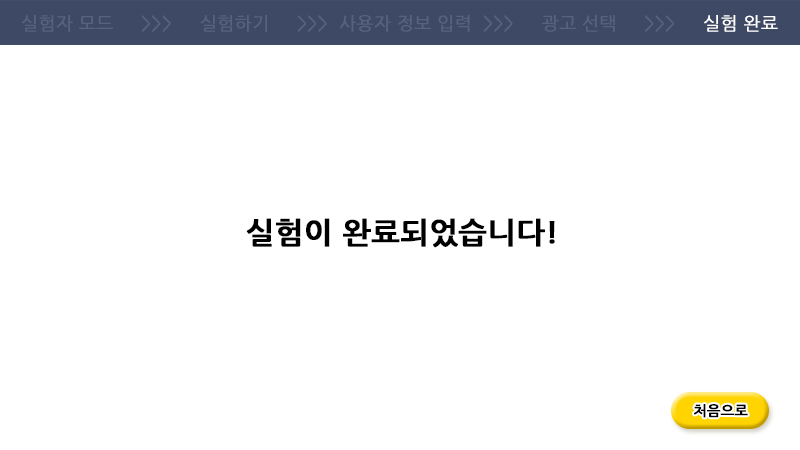 실험자 모드 >>> 실험하기 >>> 사용자 정보 입력 >>> 광고 선택 >>> 실험 완료
실험이 완료되었습니다!
처음으로